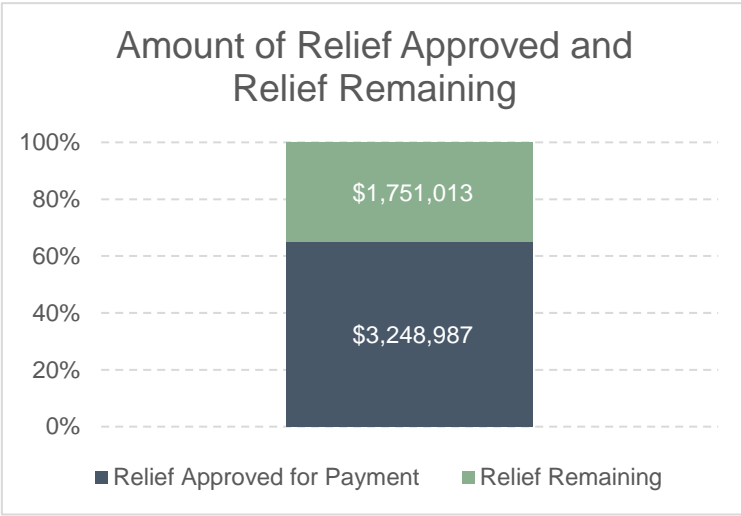 Amount of Relief Approved and
Relief Remaining
100%
80%
60%
40%
20%
0%
$1,751,013
$3,248,987
Relief Approved for Payment
Relief Remaining